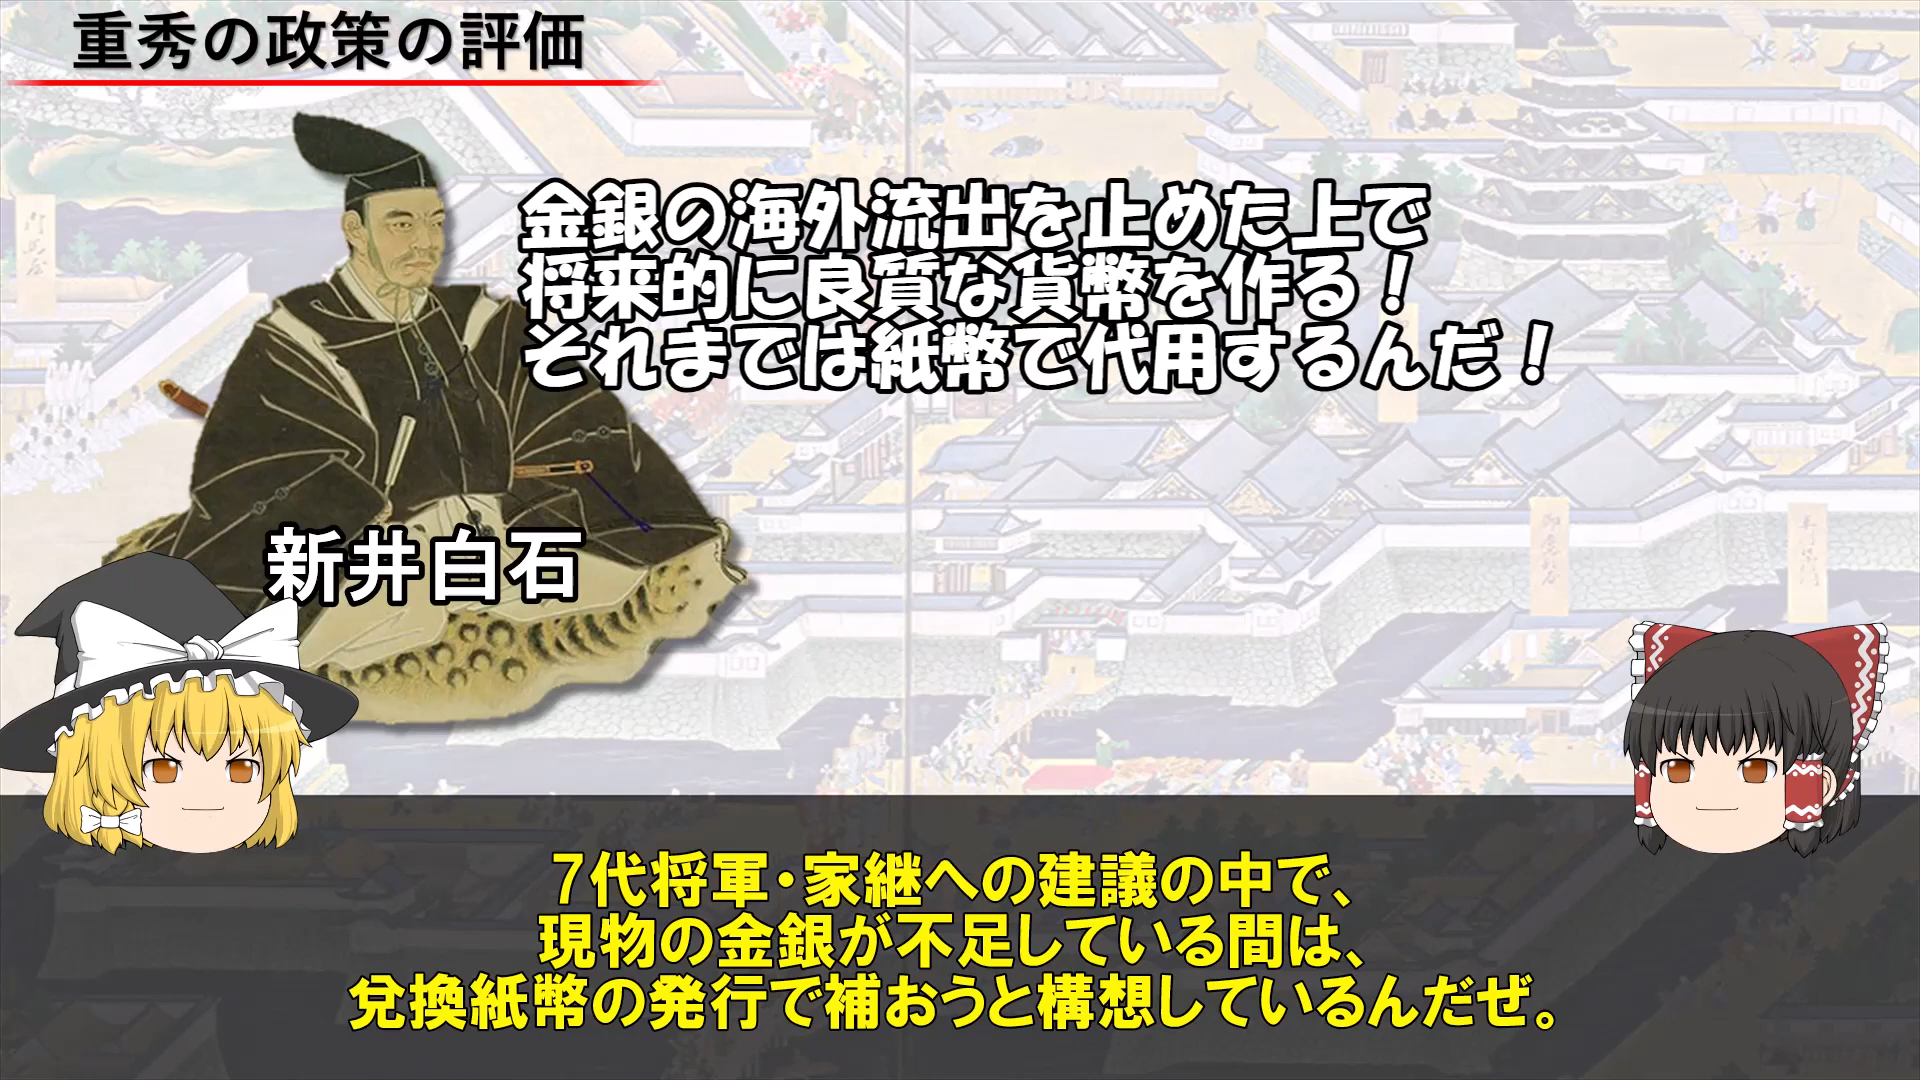 重秀の政策の評価
金銀の海外流出を止めた上で
将来的に良質な貨幣を作る！
それまでは紙幣で代用するんだ！
新井白石
7代将軍・家継への建議の中で、
現物の金銀が不足している間は、
兌換紙幣の発行で補おうと構想しているんだぜ。